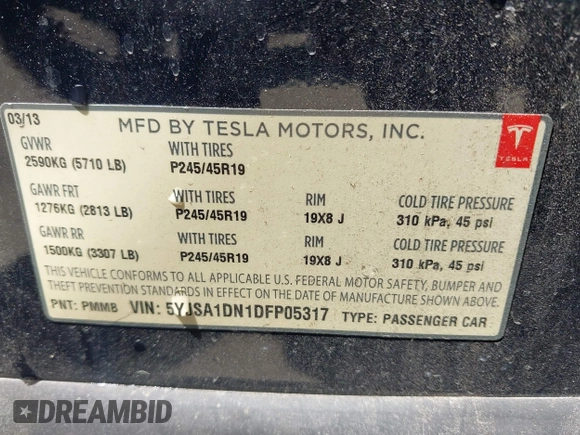 03/13
MFD BY TESLA MOTORS, INC.
TESLA
GVWR WITH TIRES
2590KG (5710 LB) P245/45R19
GAWR FRT WITH TIRES RIM COLD TIRE PRESSURE
1276KG (2813 LB) P245/45R19 19X8 J 310 kPa, 45 psi
GAWR RR WITH TIRES RIM COLD TIRE PRESSURE
1500KG (3307 LB) P245/45R19 19X8 J 310 kPa, 45 psi
THIS VEHICLE CONFORMS TO ALL APPLICABLE U.S. FEDERAL MOTOR SAFETY, BUMPER AND
THEFT PREVENTION STANDARDS IN EFFECT ON THE DATE OF MANUFACTURE SHOWN ABOVE.
PNT: PMMB VIN: 5YJSA1DN1DFP05317 TYPE: PASSENGER CAR
DREAMBID